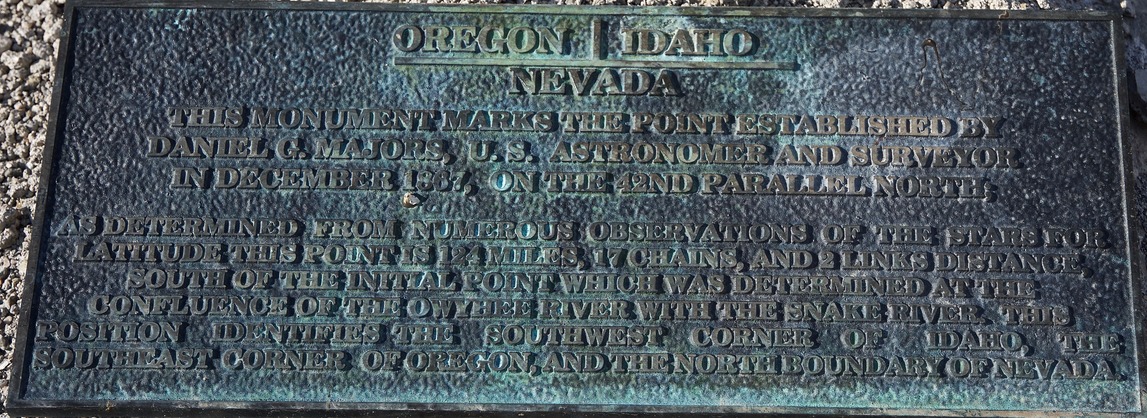 OREGON | IDAHO
NEVADA
THIS MONUMENT MARKS THE POINT ESTABLISHED BY
DANIEL G. MAJORS, U. S. ASTRONOMER AND SURVEYOR
IN DECEMBER 1867, ON THE 42ND PARALLEL NORTH;
AS DETERMINED FROM NUMEROUS OBSERVATIONS OF THE STARS FOR
LATITUDE THIS POINT IS 124 MILES, 17 CHAINS, AND 2 LINKS DISTANCE,
SOUTH OF THE INITIAL POINT WHICH WAS DETERMINED AT THE
CONFLUENCE OF THE OWYHEE RIVER WITH THE SNAKE RIVER. THIS
POSITION IDENTIFIES THE SOUTHWEST CORNER OF IDAHO, THE
SOUTHEAST CORNER OF OREGON, AND THE NORTH BOUNDARY OF NEVADA.